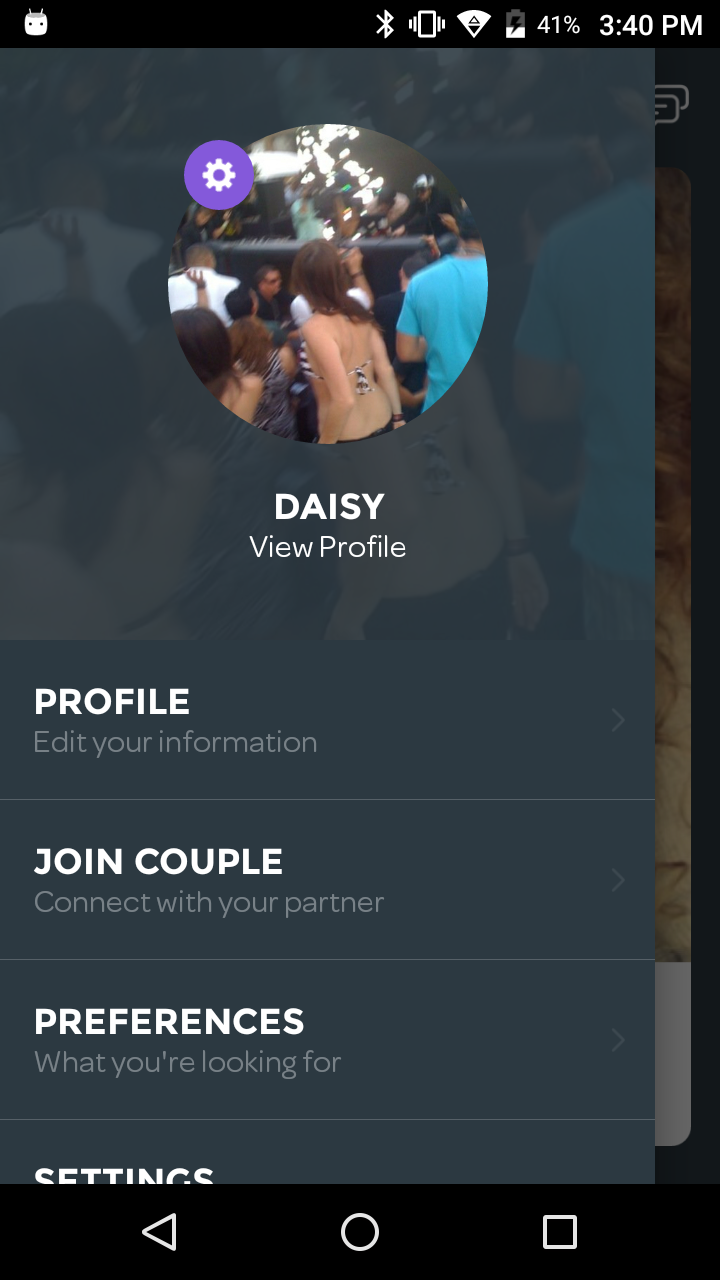 41% 3:40 PM
DAISY
View Profile
PROFILE
Edit your information
JOIN COUPLE
Connect with your partner
PREFERENCES
What you're looking for
SETTINGS